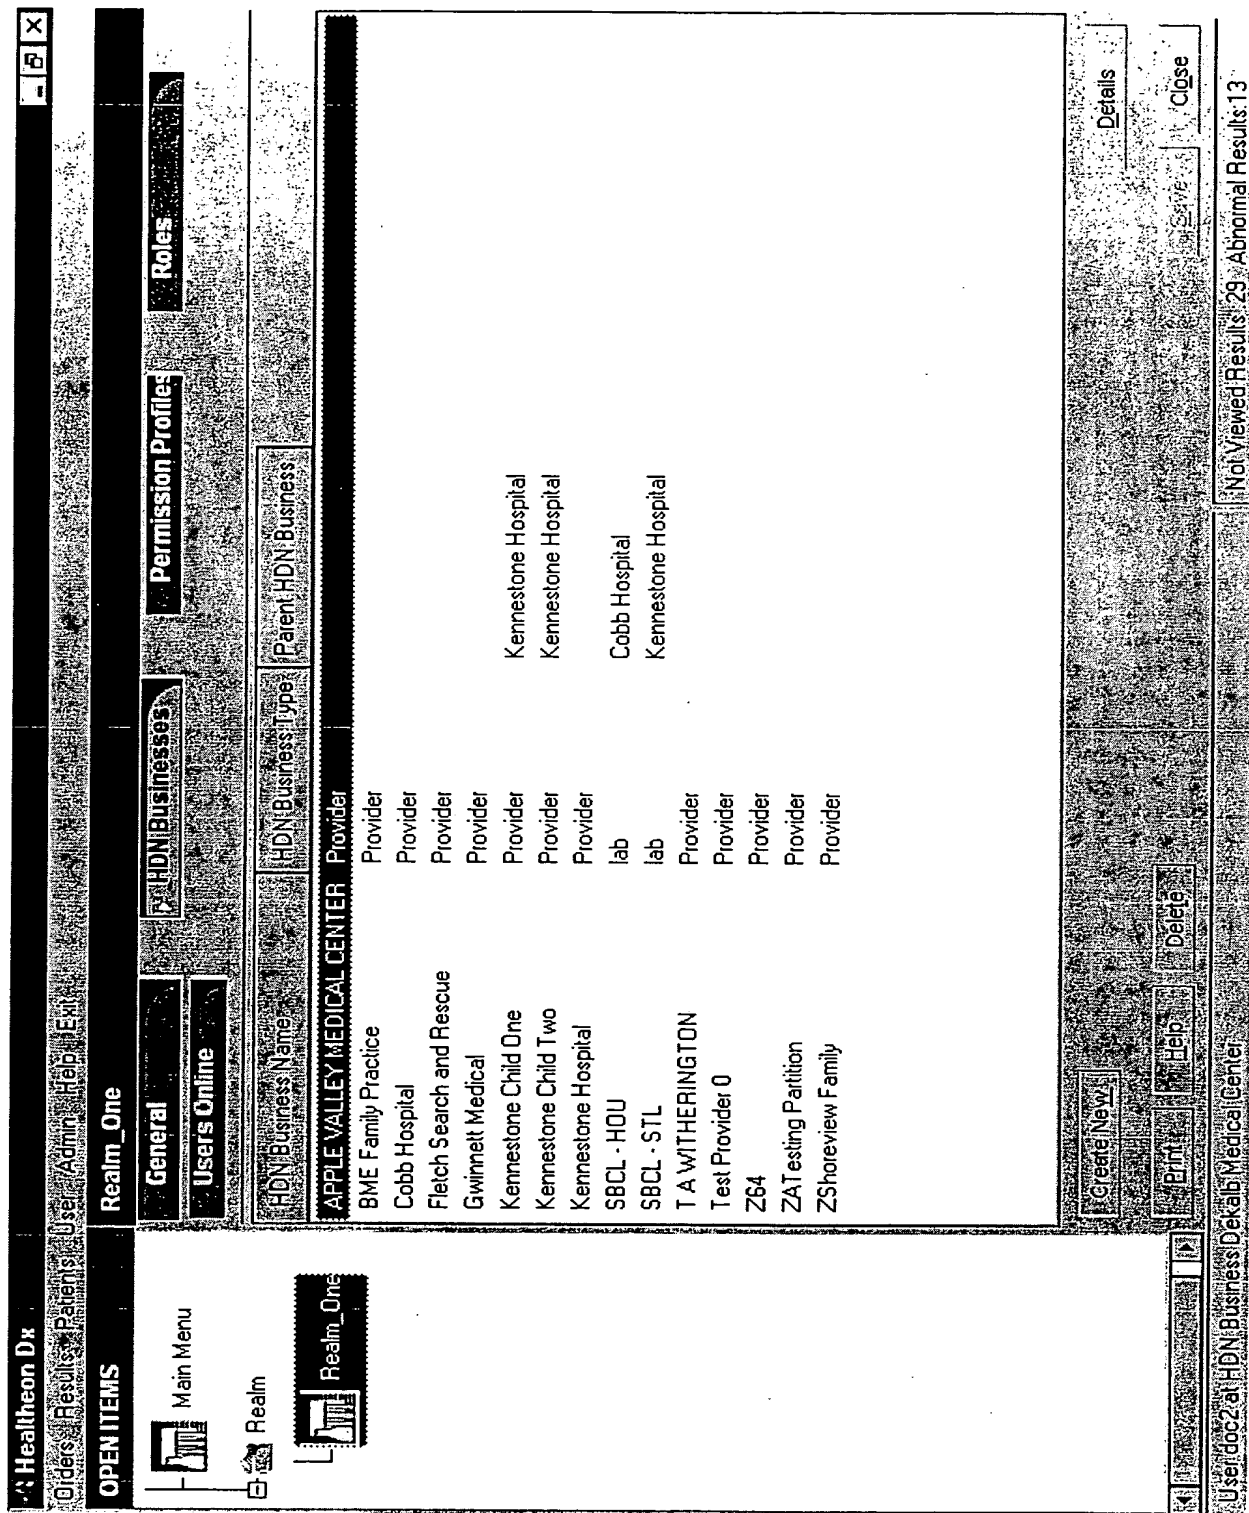 Healtheon Dx
Orders Results Patients User Admin Help Exit
OPEN ITEMS
Main Menu
Realm
Realm_One
Realm_One
General
HDN Businesses
Permission Profiles
Roles
Users Online
HDN Business Name HDN Business Type Parent HDN Business
APPLE VALLEY MEDICAL CENTER Provider
BME Family Practice Provider
Cobb Hospital Provider
Fletch Search and Rescue Provider
Gwinnett Medical Provider
Kennestone Child One Provider Kennestone Hospital
Kennestone Child Two Provider Kennestone Hospital
Kennestone Hospital Provider
SBCL - HOU lab Cobb Hospital
SBCL - STL lab Kennestone Hospital
T A WITHERINGTON Provider
Test Provider 0 Provider
Z64 Provider
ZATesting Partition Provider
ZShoreview Family Provider
Create New
Details
Print
Help
Delete
Save
Close
User doc2 at HDN Business Dekab Medical Center
Not Viewed Results: 29 Abnormal Results: 13